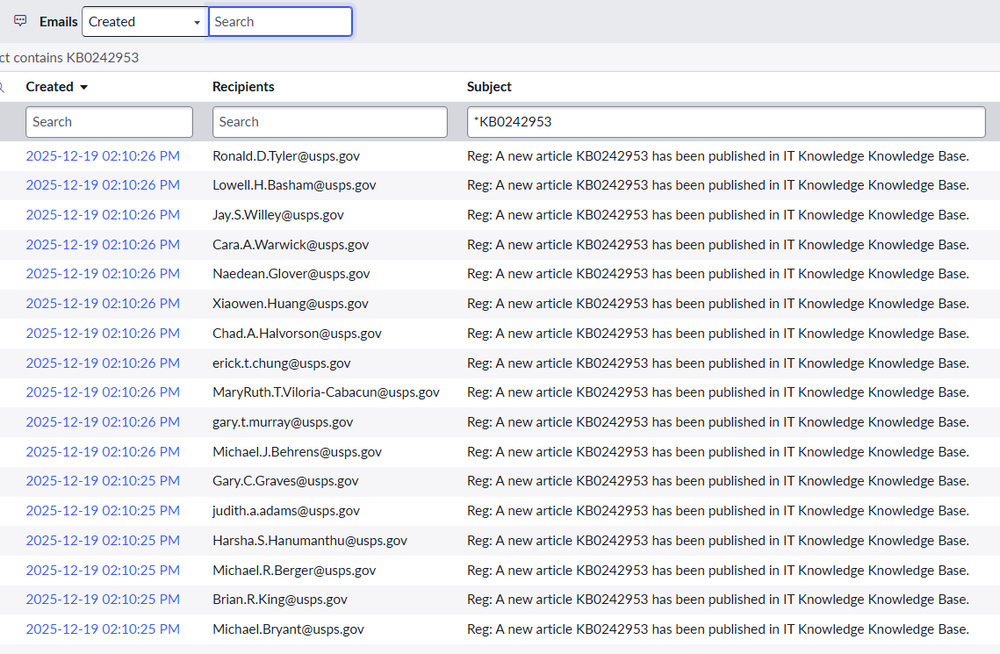 Emails Created Search
ct contains KB0242953
Created Recipients Subject
Search Search *KB0242953
2025-12-19 02:10:26 PM Ronald.D.Tyler@usps.gov Reg: A new article KB0242953 has been published in IT Knowledge Knowledge Base.
2025-12-19 02:10:26 PM Lowell.H.Basham@usps.gov Reg: A new article KB0242953 has been published in IT Knowledge Knowledge Base.
2025-12-19 02:10:26 PM Jay.S.Willey@usps.gov Reg: A new article KB0242953 has been published in IT Knowledge Knowledge Base.
2025-12-19 02:10:26 PM Cara.A.Warwick@usps.gov Reg: A new article KB0242953 has been published in IT Knowledge Knowledge Base.
2025-12-19 02:10:26 PM Naedean.Glover@usps.gov Reg: A new article KB0242953 has been published in IT Knowledge Knowledge Base.
2025-12-19 02:10:26 PM Xiaowen.Huang@usps.gov Reg: A new article KB0242953 has been published in IT Knowledge Knowledge Base.
2025-12-19 02:10:26 PM Chad.A.Halvorson@usps.gov Reg: A new article KB0242953 has been published in IT Knowledge Knowledge Base.
2025-12-19 02:10:26 PM erick.t.chung@usps.gov Reg: A new article KB0242953 has been published in IT Knowledge Knowledge Base.
2025-12-19 02:10:26 PM MaryRuth.T.Viloria-Cabacun@usps.gov Reg: A new article KB0242953 has been published in IT Knowledge Knowledge Base.
2025-12-19 02:10:26 PM gary.t.murray@usps.gov Reg: A new article KB0242953 has been published in IT Knowledge Knowledge Base.
2025-12-19 02:10:26 PM Michael.J.Behrens@usps.gov Reg: A new article KB0242953 has been published in IT Knowledge Knowledge Base.
2025-12-19 02:10:25 PM Gary.C.Graves@usps.gov Reg: A new article KB0242953 has been published in IT Knowledge Knowledge Base.
2025-12-19 02:10:25 PM judith.a.adams@usps.gov Reg: A new article KB0242953 has been published in IT Knowledge Knowledge Base.
2025-12-19 02:10:25 PM Harsha.S.Hanumanthu@usps.gov Reg: A new article KB0242953 has been published in IT Knowledge Knowledge Base.
2025-12-19 02:10:25 PM Michael.R.Berger@usps.gov Reg: A new article KB0242953 has been published in IT Knowledge Knowledge Base.
2025-12-19 02:10:25 PM Brian.R.King@usps.gov Reg: A new article KB0242953 has been published in IT Knowledge Knowledge Base.
2025-12-19 02:10:25 PM Michael.Bryant@usps.gov Reg: A new article KB0242953 has been published in IT Knowledge Knowledge Base.